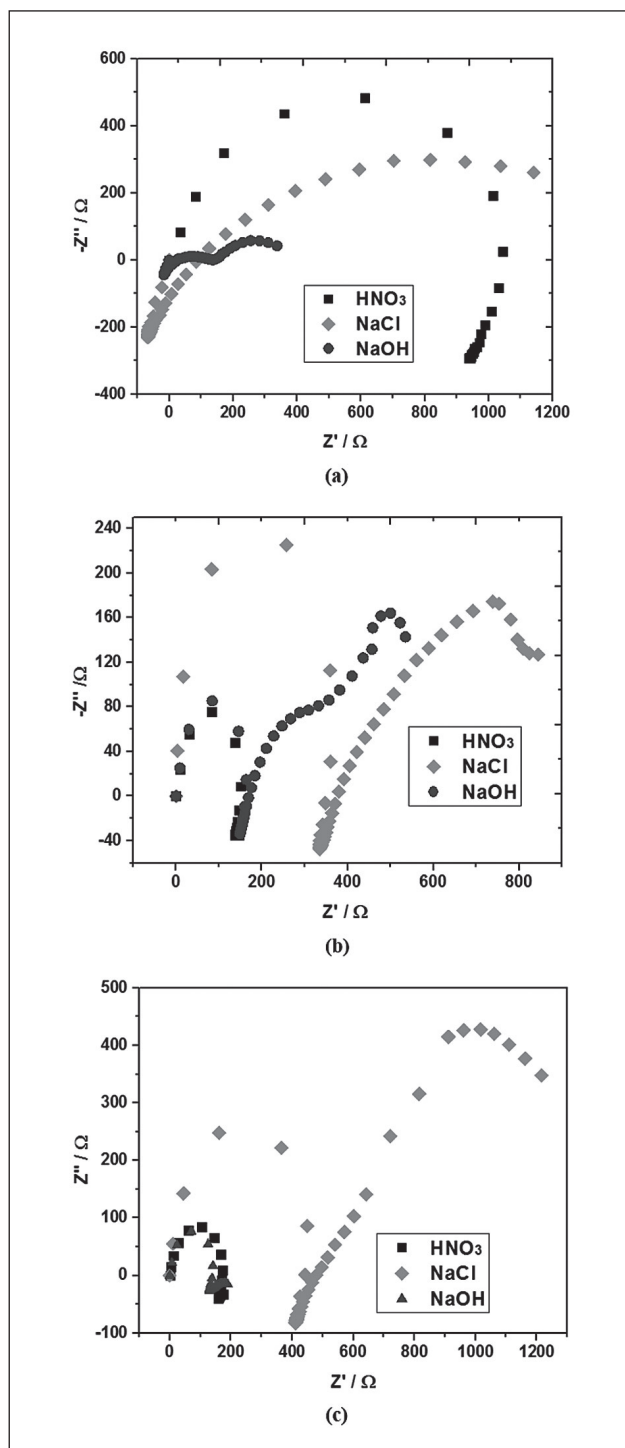 600
400
200
0
-200
-400
-Z'' / Ω
HNO₃
NaCl
NaOH
0 200 400 600 800 1000 1200
Z' / Ω
(a)
240
200
160
120
80
40
0
-40
-Z'' /Ω
HNO₃
NaCl
NaOH
0 200 400 600 800
Z' / Ω
(b)
500
400
300
200
100
0
-100
Z'' / Ω
HNO₃
NaCl
NaOH
0 200 400 600 800 1000 1200
Z' / Ω
(c)